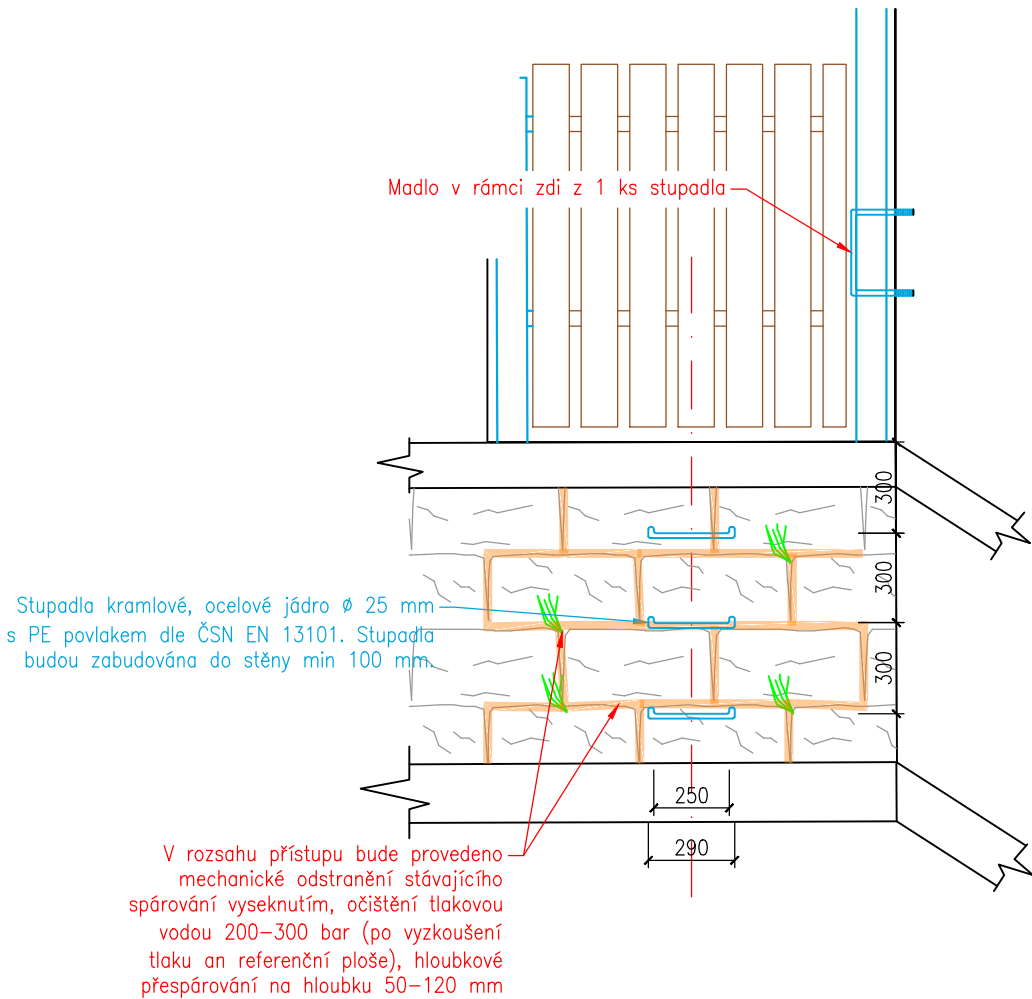 Madlo v rámci zdi z 1 ks stupadla
300
300
Stupadla kramlové, ocelové jádro ø 25 mm
s PE povlakem dle ČSN EN 13101. Stupadla
budou zabudována do stěny min 100 mm.
300
250
290
V rozsahu přístupu bude provedeno
mechanické odstranění stávajícího
spárování vyseknutím, očištění tlakovou
vodou 200-300 bar (po vyzkoušení
tlaku an referenční ploše), hloubkové
přespárování na hloubku 50-120 mm